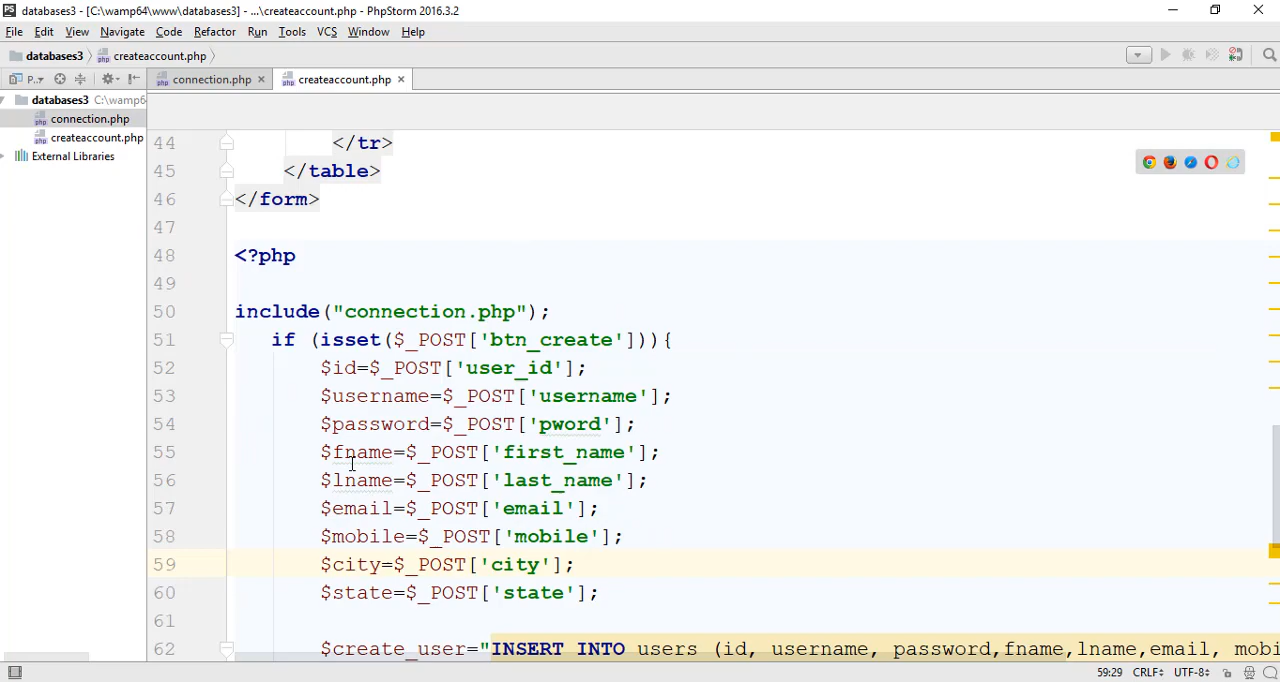 PS databases3 - [C:\wamp64\www\databases3] - ...\createaccount.php - PhpStorm 2016.3.2
File Edit View Navigate Code Refactor Run Tools VCS Window Help
databases3 createaccount.php
P.. connection.php createaccount.php
databases3 C:\wamp6
connection.php
createaccount.php
External Libraries
44 </tr>
45 </table>
46 </form>
47
48 <?php
49
50 include("connection.php");
51 if (isset($_POST['btn_create'])){
52 $id=$_POST['user_id'];
53 $username=$_POST['username'];
54 $password=$_POST['pword'];
55 $fname=$_POST['first_name'];
56 $lname=$_POST['last_name'];
57 $email=$_POST['email'];
58 $mobile=$_POST['mobile'];
59 $city=$_POST['city'];
60 $state=$_POST['state'];
61
62 $create_user="INSERT INTO users (id, username, password,fname,lname,email, mobi
59:29 CRLF UTF-8